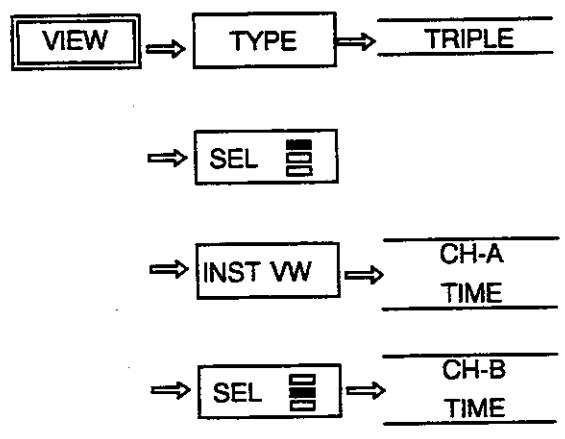 VIEW TYPE TRIPLE
SEL
INST VW CH-A
TIME
SEL CH-B
TIME